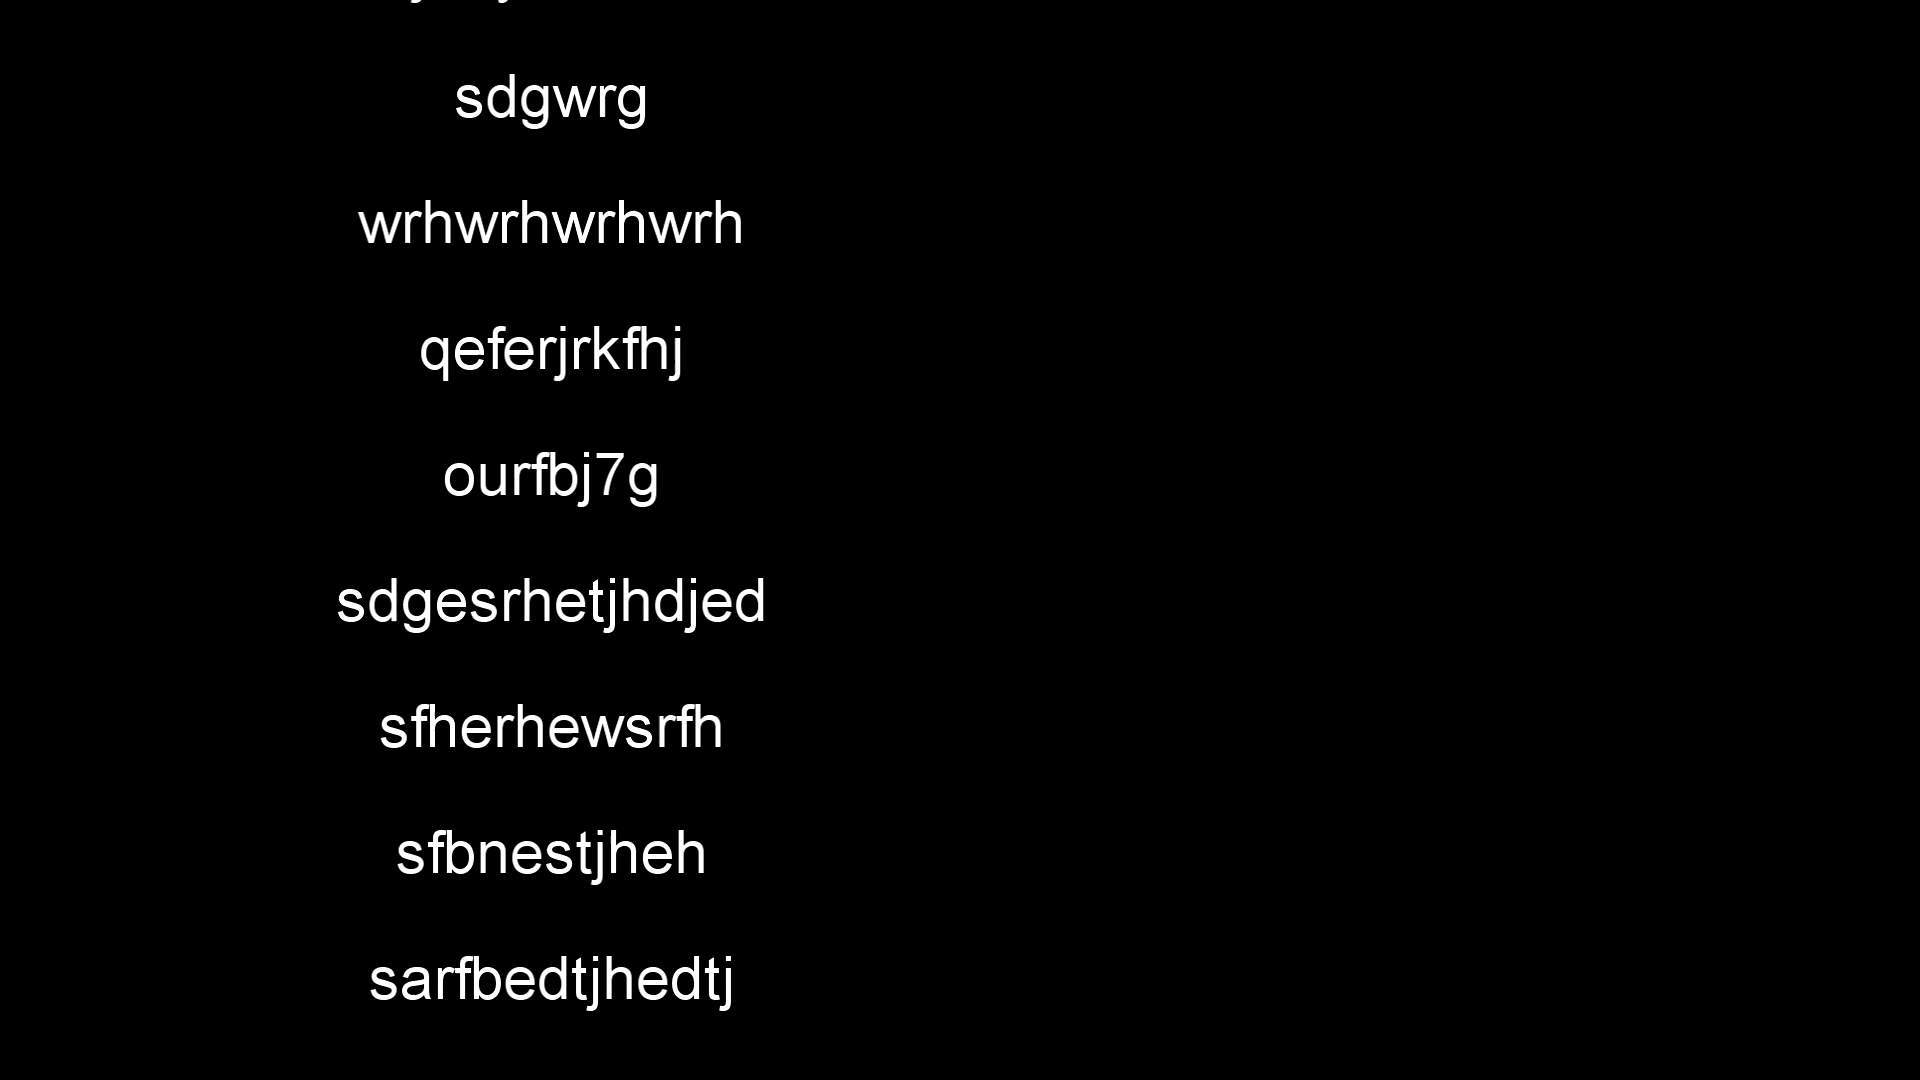 sdgwrg
wrhwrhwrhwrh
qeferjrkfhj
ourfbj7g
sdgesrhetjhdjed
sfherhewsrfh
sfbnestjheh
sarfbedtjhedtj